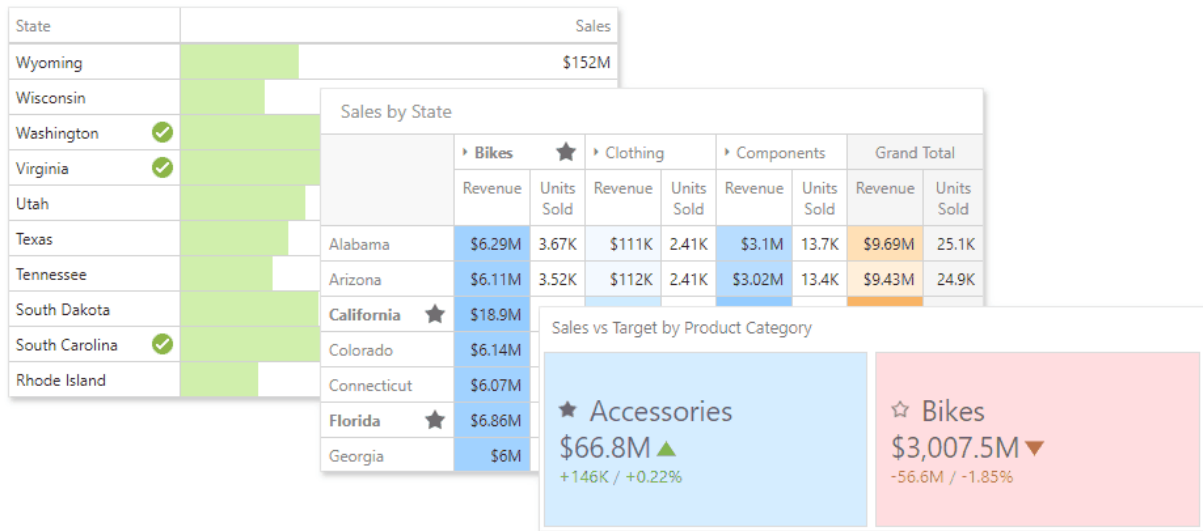 State Sales
Wyoming $152M
Wisconsin
Washington
Virginia
Utah
Texas
Tennessee
South Dakota
South Carolina
Rhode Island
Sales by State
Bikes Clothing Components Grand Total
Revenue Units Sold Revenue Units Sold Revenue Units Sold Revenue Units Sold
Alabama $6.29M 3.67K $111K 2.41K $3.1M 13.7K $9.69M 25.1K
Arizona $6.11M 3.52K $112K 2.41K $3.02M 13.4K $9.43M 24.9K
California $18.9M
Colorado $6.14M
Connecticut $6.07M
Florida $6.86M
Georgia $6M
Sales vs Target by Product Category
Accessories
$66.8M
+146K / +0.22%
Bikes
$3,007.5M
-56.6M / -1.85%